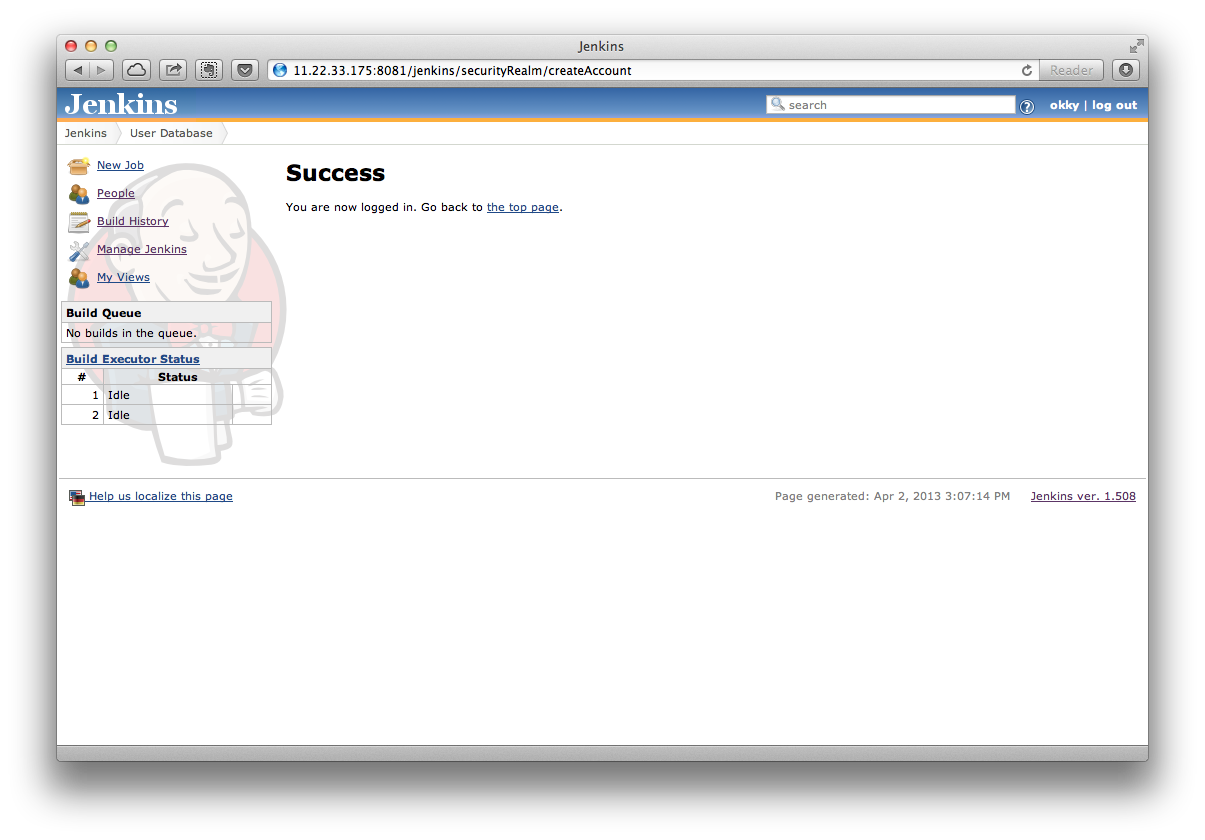 Jenkins
11.22.33.175:8081/jenkins/securityRealm/createAccount
Reader
Jenkins
search
?
okky | log out
Jenkins
User Database
New Job
People
Build History
Manage Jenkins
My Views
Build Queue
No builds in the queue.
Build Executor Status
# Status
1 Idle
2 Idle
Success
You are now logged in. Go back to the top page.
Help us localize this page
Page generated: Apr 2, 2013 3:07:14 PM
Jenkins ver. 1.508